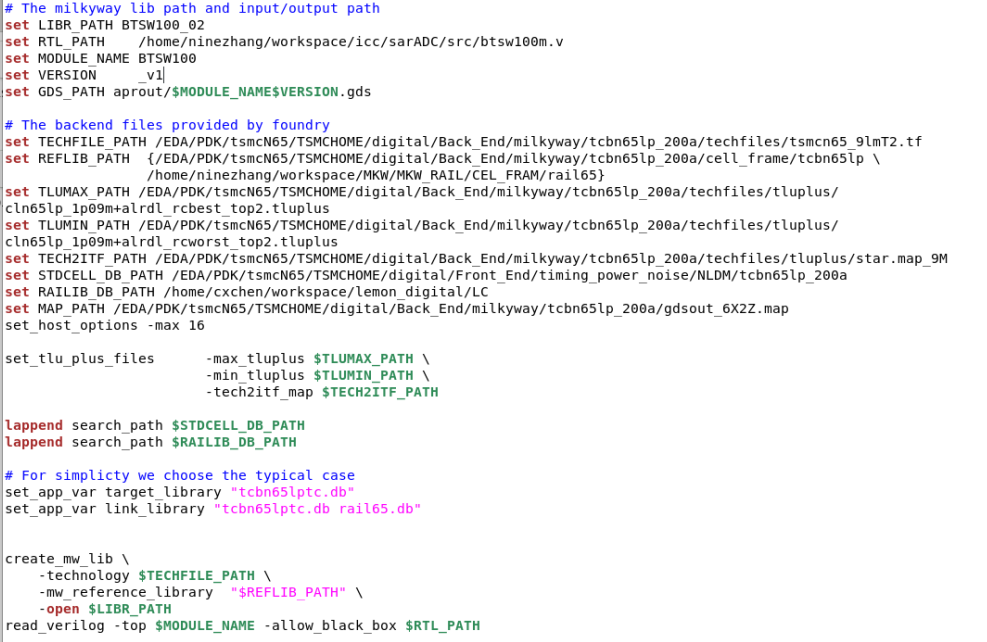 # The milkyway lib path and input/output path
set LIBR_PATH BTSW100_02
set RTL_PATH    /home/ninezhang/workspace/icc/sarADC/src/btsw100m.v
set MODULE_NAME BTSW100
set VERSION     _v1
set GDS_PATH aprout/$MODULE_NAME$VERSION.gds

# The backend files provided by foundry
set TECHFILE_PATH /EDA/PDK/tsmcN65/TSMCHOME/digital/Back_End/milkyway/tcbn65lp_200a/techfiles/tsmcn65_9lmT2.tf
set REFLIB_PATH  {/EDA/PDK/tsmcN65/TSMCHOME/digital/Back_End/milkyway/tcbn65lp_200a/cell_frame/tcbn65lp \
                 /home/ninezhang/workspace/MKW/MKW_RAIL/CEL_FRAM/rail65}
set TLUMAX_PATH /EDA/PDK/tsmcN65/TSMCHOME/digital/Back_End/milkyway/tcbn65lp_200a/techfiles/tluplus/
cln65lp_1p09m+alrdl_rcbest_top2.tluplus
set TLUMIN_PATH /EDA/PDK/tsmcN65/TSMCHOME/digital/Back_End/milkyway/tcbn65lp_200a/techfiles/tluplus/
cln65lp_1p09m+alrdl_rcworst_top2.tluplus
set TECH2ITF_PATH /EDA/PDK/tsmcN65/TSMCHOME/digital/Back_End/milkyway/tcbn65lp_200a/techfiles/tluplus/star.map_9M
set STDCELL_DB_PATH /EDA/PDK/tsmcN65/TSMCHOME/digital/Front_End/timing_power_noise/NLDM/tcbn65lp_200a
set RAILIB_DB_PATH /home/cxchen/workspace/lemon_digital/LC
set MAP_PATH /EDA/PDK/tsmcN65/TSMCHOME/digital/Back_End/milkyway/tcbn65lp_200a/gdsout_6X2Z.map
set_host_options -max 16

set_tlu_plus_files      -max_tluplus $TLUMAX_PATH \
                        -min_tluplus $TLUMIN_PATH \
                        -tech2itf_map $TECH2ITF_PATH

lappend search_path $STDCELL_DB_PATH
lappend search_path $RAILIB_DB_PATH

# For simplicty we choose the typical case
set_app_var target_library "tcbn65lptc.db"
set_app_var link_library "tcbn65lptc.db rail65.db"


create_mw_lib \
    -technology $TECHFILE_PATH \
    -mw_reference_library  "$REFLIB_PATH" \
    -open $LIBR_PATH
read_verilog -top $MODULE_NAME -allow_black_box $RTL_PATH